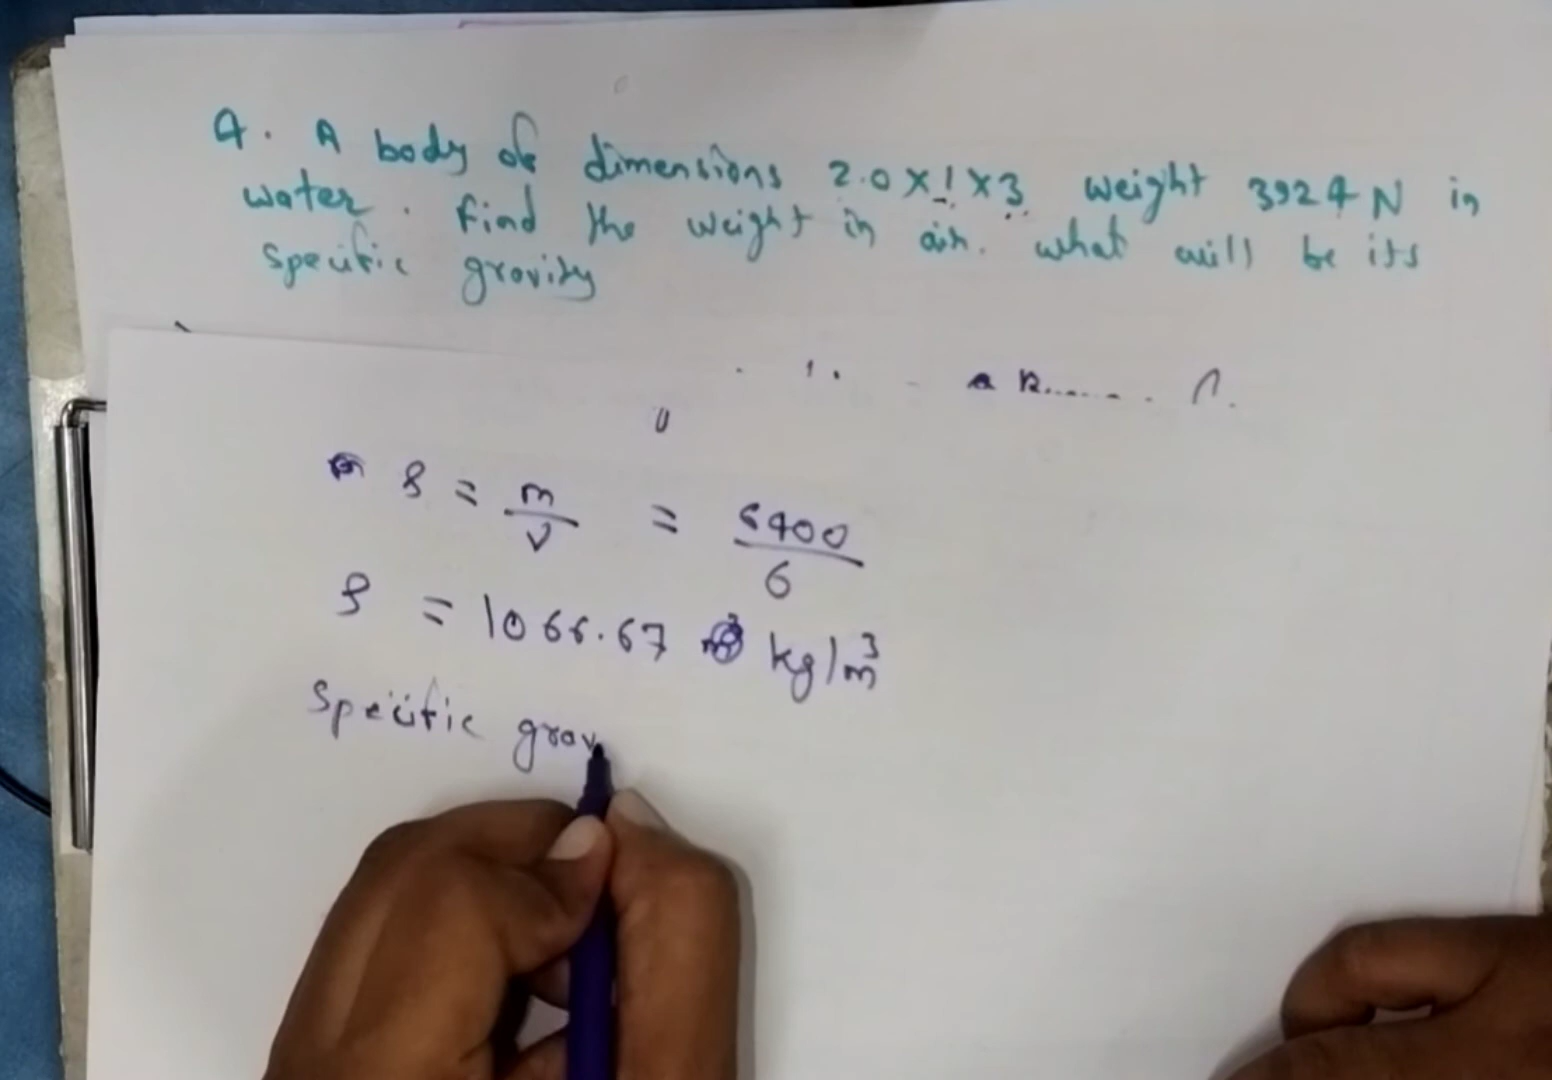 Q. A body of dimensions 2.0 X 1 X 3 weight 3924 N in
water. Find the weight in air. what will be its
specific gravity
ρ = m/V = 6400/6
ρ = 1066.67 kg/m³
Specific grav